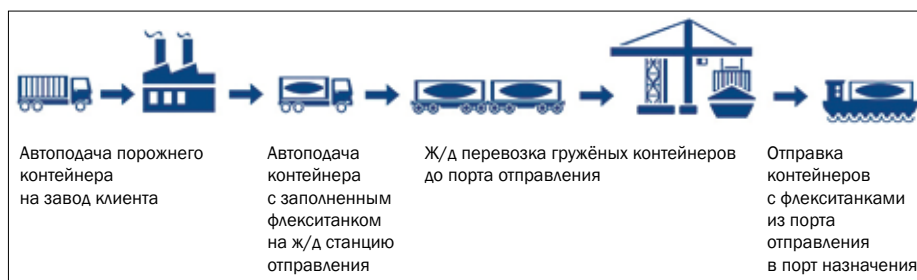 Автоподача порожнего
контейнера
на завод клиента
Автоподача
контейнера
с заполненным
флекситанком
на ж/д станцию
отправления
Ж/д перевозка гружёных контейнеров
до порта отправления
Отправка
контейнеров
с флекситанками
из порта
отправления
в порт назначения